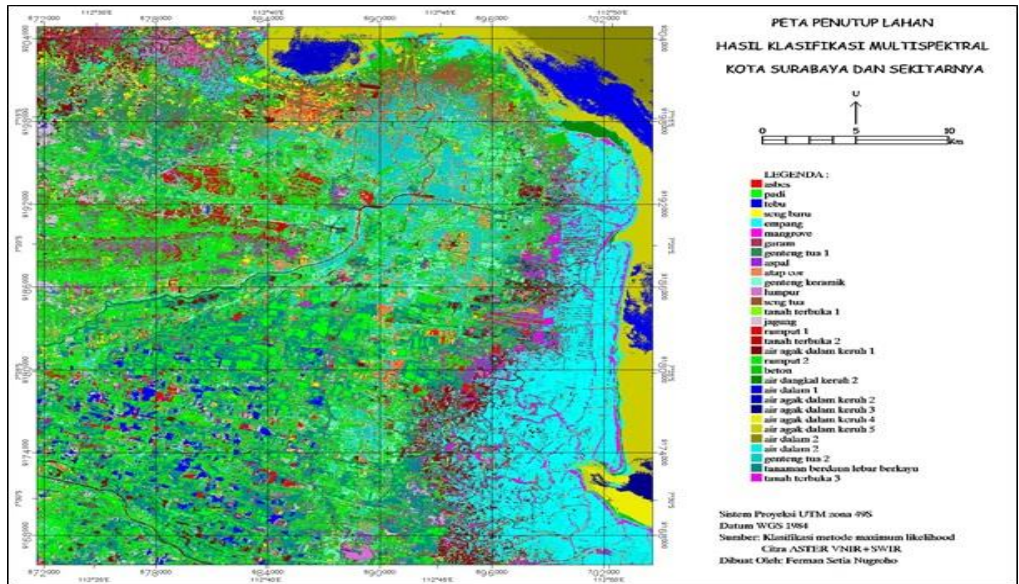 PETA PENUTUP LAHAN
HASIL KLASIFIKASI MULTISPEKTRAL
KOTA SURABAYA DAN SEKITARNYA
U
0 5 10
Km
LEGENDA :
asbes
padi
tebu
seng baru
empang
mangrove
garam
genteng tua 1
aspal
atap cor
genteng keramik
lumpur
seng tua
tanah terbuka 1
jagung
rumput 1
tanah terbuka 2
air agak dalam keruh 1
rumput 2
beton
air dangkal keruh 2
air dalam 1
air agak dalam keruh 2
air agak dalam keruh 3
air agak dalam keruh 4
air agak dalam keruh 5
air dalam 2
air dalam 2
genteng tua 2
tanaman berdaun lebar berkayu
tanah terbuka 3
Sistem Proyeksi UTM zona 49S
Datum WGS 1984
Sumber: Klasifikasi metode maximum likelihood
Citra ASTER VNIR+SWIR
Dibuat Oleh: Ferman Setia Nugroho